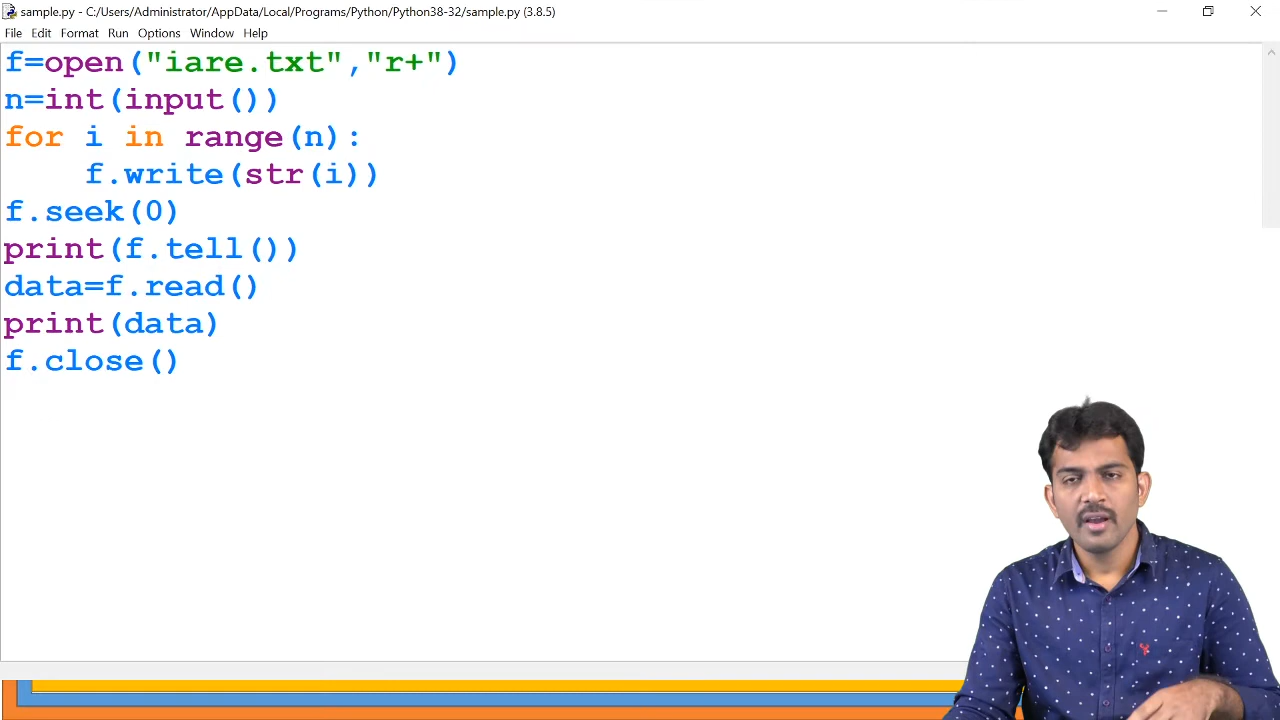 sample.py - C:/Users/Administrator/AppData/Local/Programs/Python/Python38-32/sample.py (3.8.5)
File Edit Format Run Options Window Help
f=open("iare.txt","r+")
n=int(input())
for i in range(n):
    f.write(str(i))
f.seek(0)
print(f.tell())
data=f.read()
print(data)
f.close()